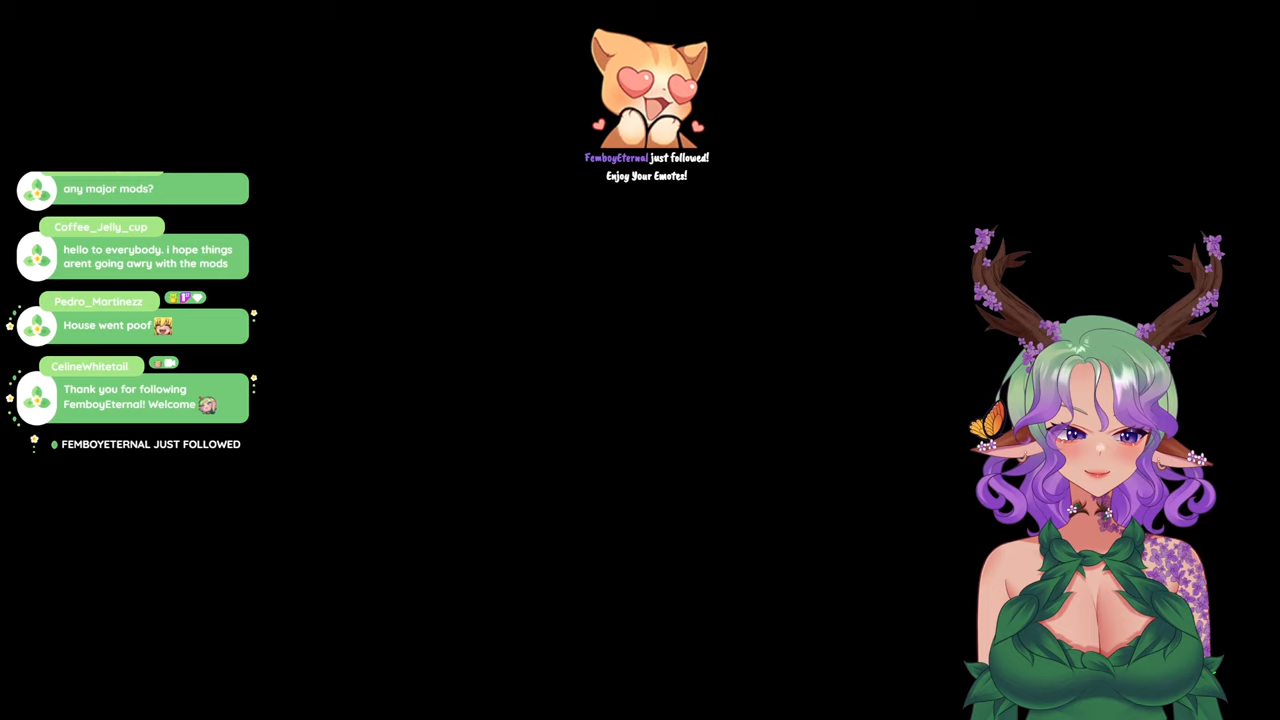 FemboyEternal just followed!
Enjoy Your Emotes!
any major mods?
Coffee_Jelly_cup
hello to everybody. i hope things
arent going awry with the mods
Pedro_Martinezz
House went poof
CelineWhitetail
Thank you for following
FemboyEternal! Welcome
FEMBOYETERNAL JUST FOLLOWED